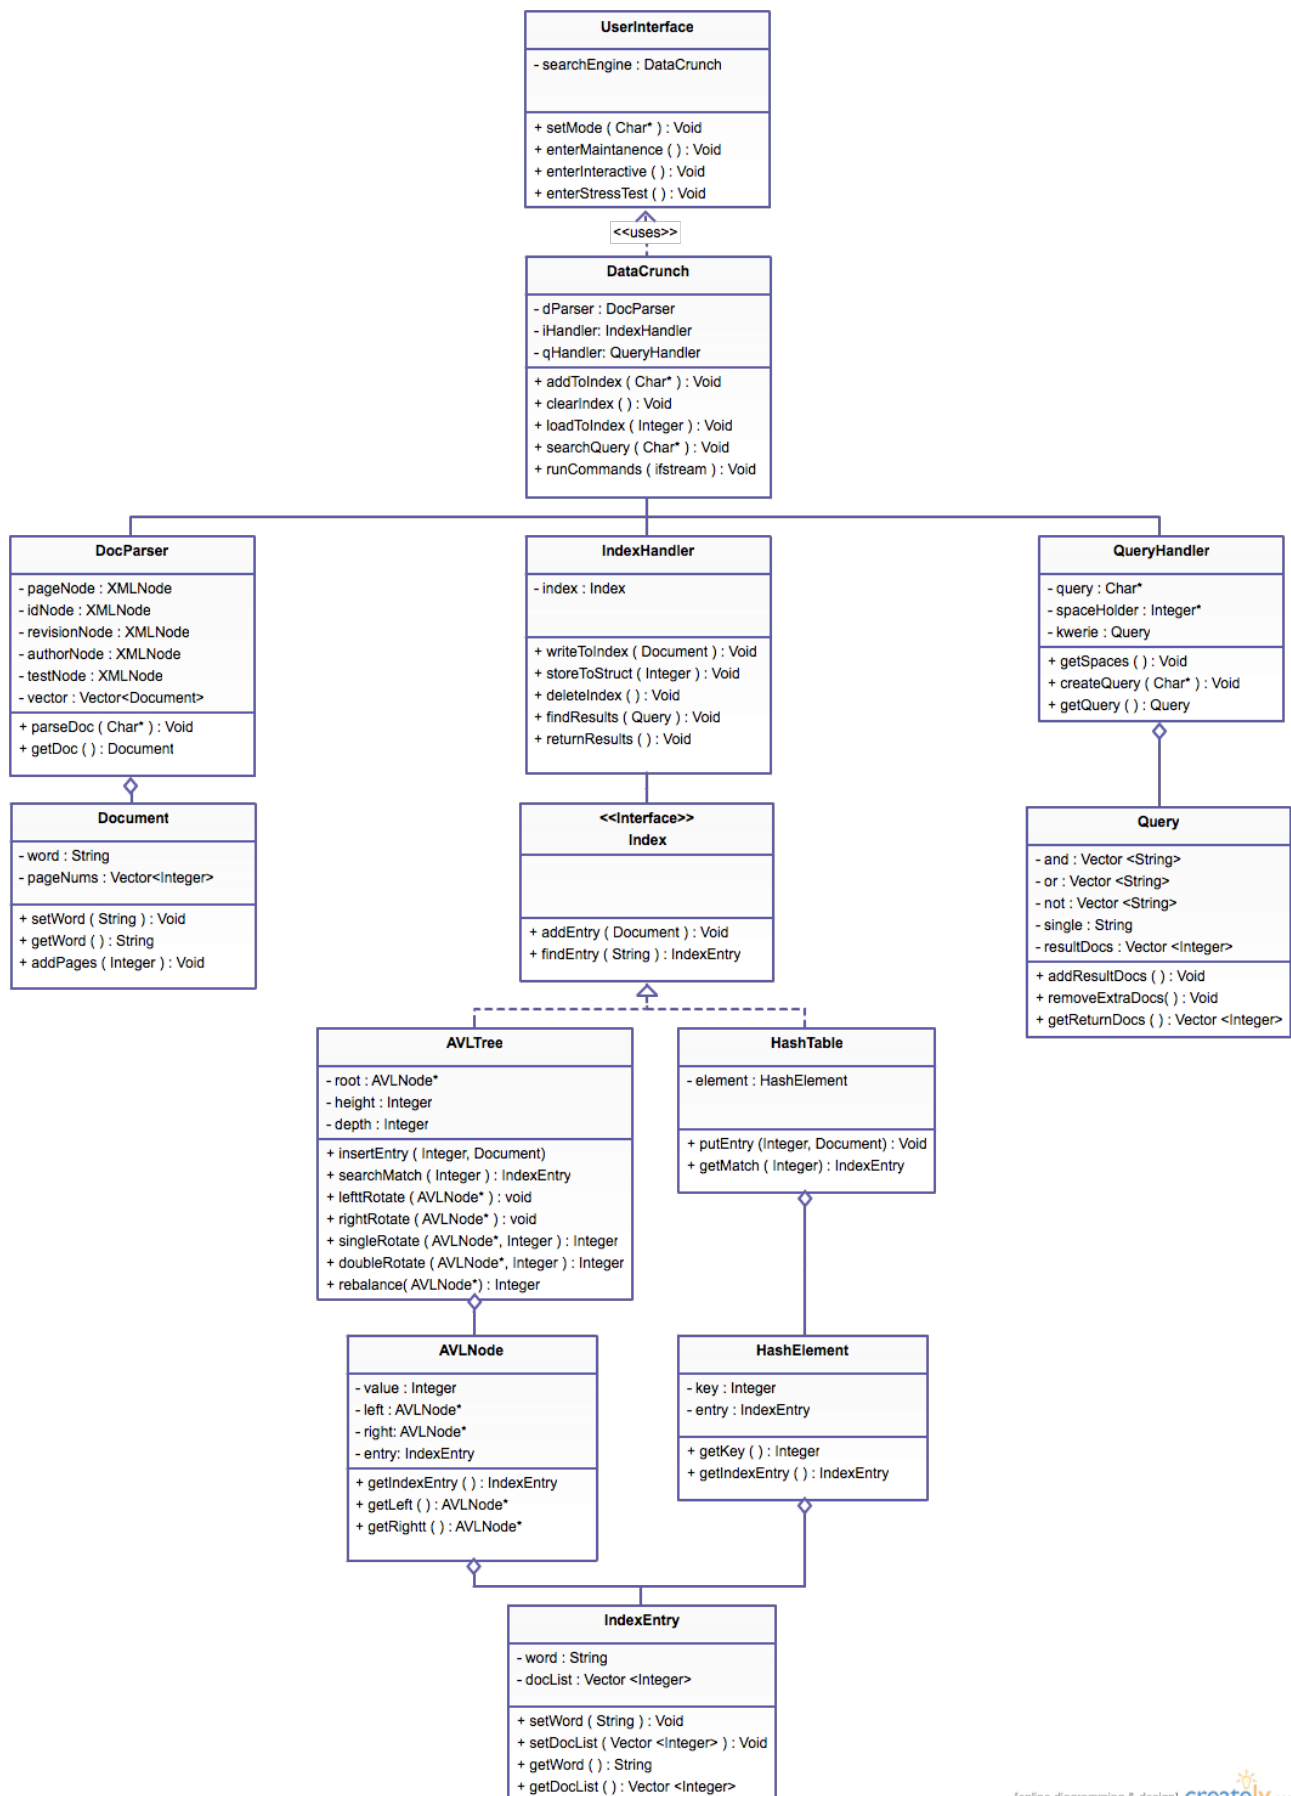 UserInterface
- searchEngine : DataCrunch
+ setMode ( Char* ) : Void
+ enterMaintanence ( ) : Void
+ enterInteractive ( ) : Void
+ enterStressTest ( ) : Void
<<uses>>
DataCrunch
- dParser : DocParser
- iHandler: IndexHandler
- qHandler: QueryHandler
+ addToIndex ( Char* ) : Void
+ clearIndex ( ) : Void
+ loadToIndex ( Integer ) : Void
+ searchQuery ( Char* ) : Void
+ runCommands ( ifstream ) : Void
DocParser
- pageNode : XMLNode
- idNode : XMLNode
- revisionNode : XMLNode
- authorNode : XMLNode
- testNode : XMLNode
- vector : Vector<Document>
+ parseDoc ( Char* ) : Void
+ getDoc ( ) : Document
IndexHandler
- index : Index
+ writeToIndex ( Document ) : Void
+ storeToStruct ( Integer ) : Void
+ deleteIndex ( ) : Void
+ findResults ( Query ) : Void
+ returnResults ( ) : Void
QueryHandler
- query : Char*
- spaceHolder : Integer*
- kwerie : Query
+ getSpaces ( ) : Void
+ createQuery ( Char* ) : Void
+ getQuery ( ) : Query
Document
- word : String
- pageNums : Vector<Integer>
+ setWord ( String ) : Void
+ getWord ( ) : String
+ addPages ( Integer ) : Void
<<Interface>>
Index
+ addEntry ( Document ) : Void
+ findEntry ( String ) : IndexEntry
Query
- and : Vector <String>
- or : Vector <String>
- not : Vector <String>
- single : String
- resultDocs : Vector <Integer>
+ addResultDocs ( ) : Void
+ removeExtraDocs( ) : Void
+ getReturnDocs ( ) : Vector <Integer>
AVLTree
- root : AVLNode*
- height : Integer
- depth : Integer
+ insertEntry ( Integer, Document)
+ searchMatch ( Integer ) : IndexEntry
+ lefttRotate ( AVLNode* ) : void
+ rightRotate ( AVLNode* ) : void
+ singleRotate ( AVLNode*, Integer ) : Integer
+ doubleRotate ( AVLNode*, Integer ) : Integer
+ rebalance( AVLNode*) : Integer
HashTable
- element : HashElement
+ putEntry (Integer, Document) : Void
+ getMatch ( Integer) : IndexEntry
AVLNode
- value : Integer
- left : AVLNode*
- right: AVLNode*
- entry: IndexEntry
+ getIndexEntry ( ) : IndexEntry
+ getLeft ( ) : AVLNode*
+ getRightt ( ) : AVLNode*
HashElement
- key : Integer
- entry : IndexEntry
+ getKey ( ) : Integer
+ getIndexEntry ( ) : IndexEntry
IndexEntry
- word : String
- docList : Vector <Integer>
+ setWord ( String ) : Void
+ setDocList ( Vector <Integer> ) : Void
+ getWord ( ) : String
+ getDocList ( ) : Vector <Integer>